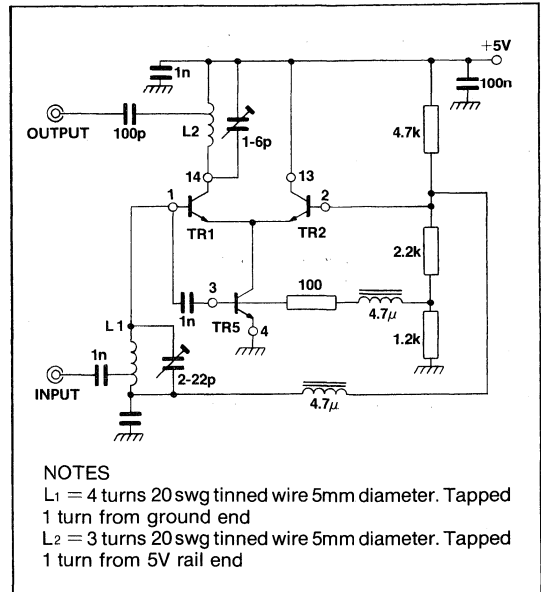 +5V
1n
100n
OUTPUT
100p
L2
1-6p
4.7k
14
13
1
2
TR1
TR2
2.2k
3
100
1n
TR5
4
4.7μ
L1
1.2k
1n
2-22p
INPUT
4.7μ
NOTES
L1 = 4 turns 20 swg tinned wire 5mm diameter. Tapped
1 turn from ground end
L2 = 3 turns 20 swg tinned wire 5mm diameter. Tapped
1 turn from 5V rail end